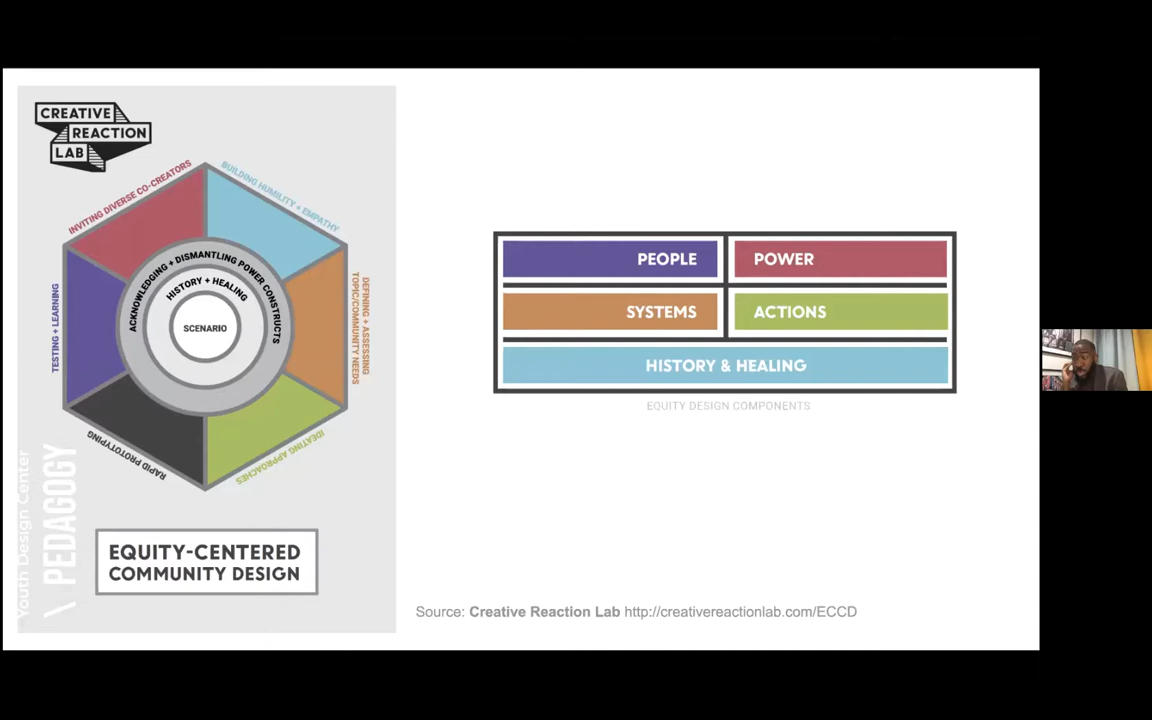 CREATIVE
REACTION
LAB
INVITING DIVERSE CO-CREATORS
BUILDING HUMILITY + EMPATHY
DEFINING + ASSESSING
TOPIC/COMMUNITY NEEDS
IDEATING APPROACHES
RAPID PROTOTYPING
TESTING + LEARNING
ACKNOWLEDGING + DISMANTLING POWER CONSTRUCTS
HISTORY + HEALING
SCENARIO
Youth Design Center
\ PEDAGOGY
EQUITY-CENTERED
COMMUNITY DESIGN
PEOPLE
POWER
SYSTEMS
ACTIONS
HISTORY & HEALING
EQUITY DESIGN COMPONENTS
Source: Creative Reaction Lab http://creativereactionlab.com/ECCD